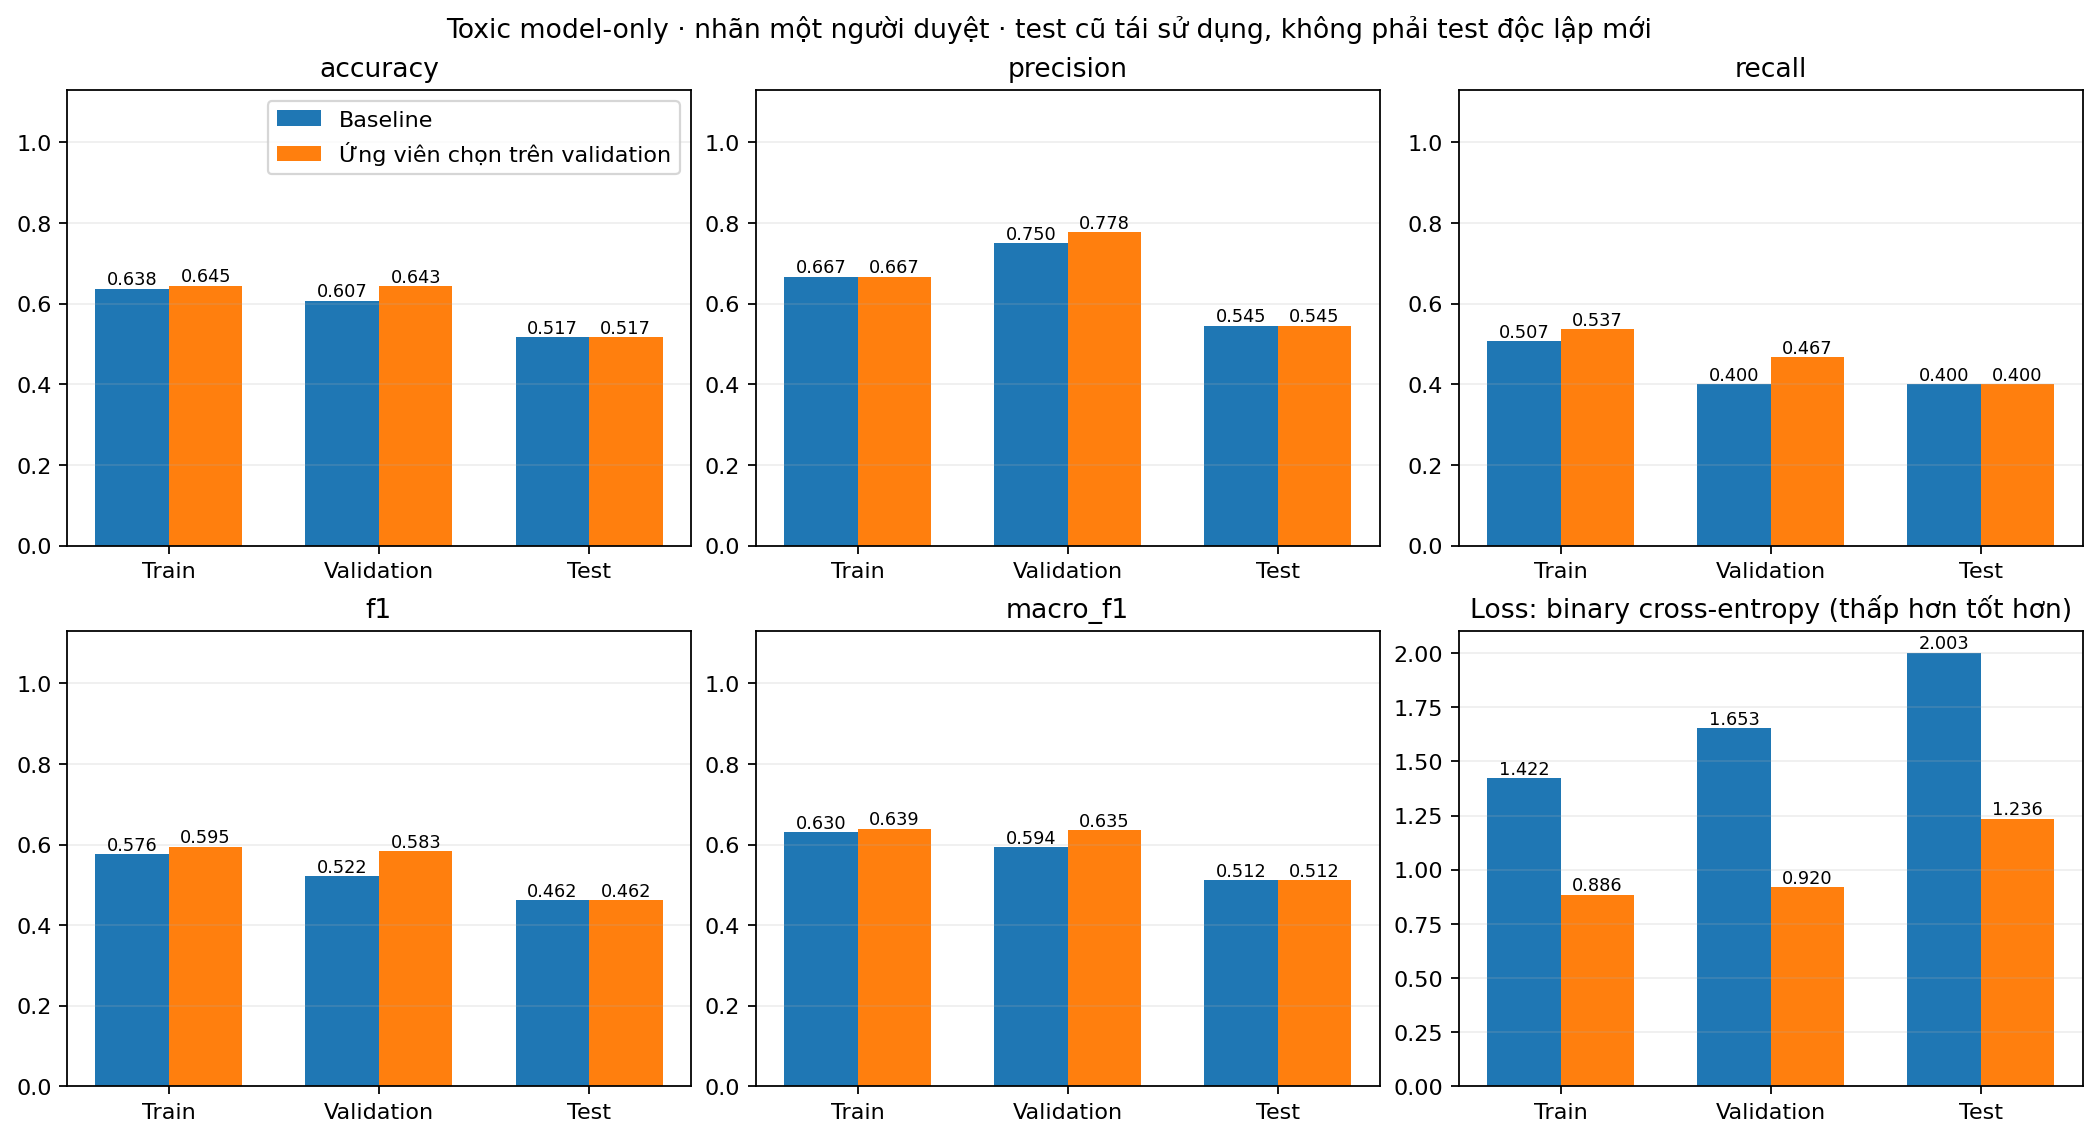 Toxic model-only · nhãn một người duyệt · test cũ tái sử dụng, không phải test độc lập mới
accuracy
Baseline
Ứng viên chọn trên validation
1.0
0.8
0.6
0.4
0.2
0.0
0.638 0.645 0.607 0.643 0.517 0.517
Train Validation Test
precision
1.0
0.8
0.6
0.4
0.2
0.0
0.667 0.667 0.750 0.778 0.545 0.545
Train Validation Test
recall
1.0
0.8
0.6
0.4
0.2
0.0
0.507 0.537 0.400 0.467 0.400 0.400
Train Validation Test
f1
1.0
0.8
0.6
0.4
0.2
0.0
0.576 0.595 0.522 0.583 0.462 0.462
Train Validation Test
macro_f1
1.0
0.8
0.6
0.4
0.2
0.0
0.630 0.639 0.594 0.635 0.512 0.512
Train Validation Test
Loss: binary cross-entropy (thấp hơn tốt hơn)
2.00
1.75
1.50
1.25
1.00
0.75
0.50
0.25
0.00
1.422 0.886 1.653 0.920 2.003 1.236
Train Validation Test